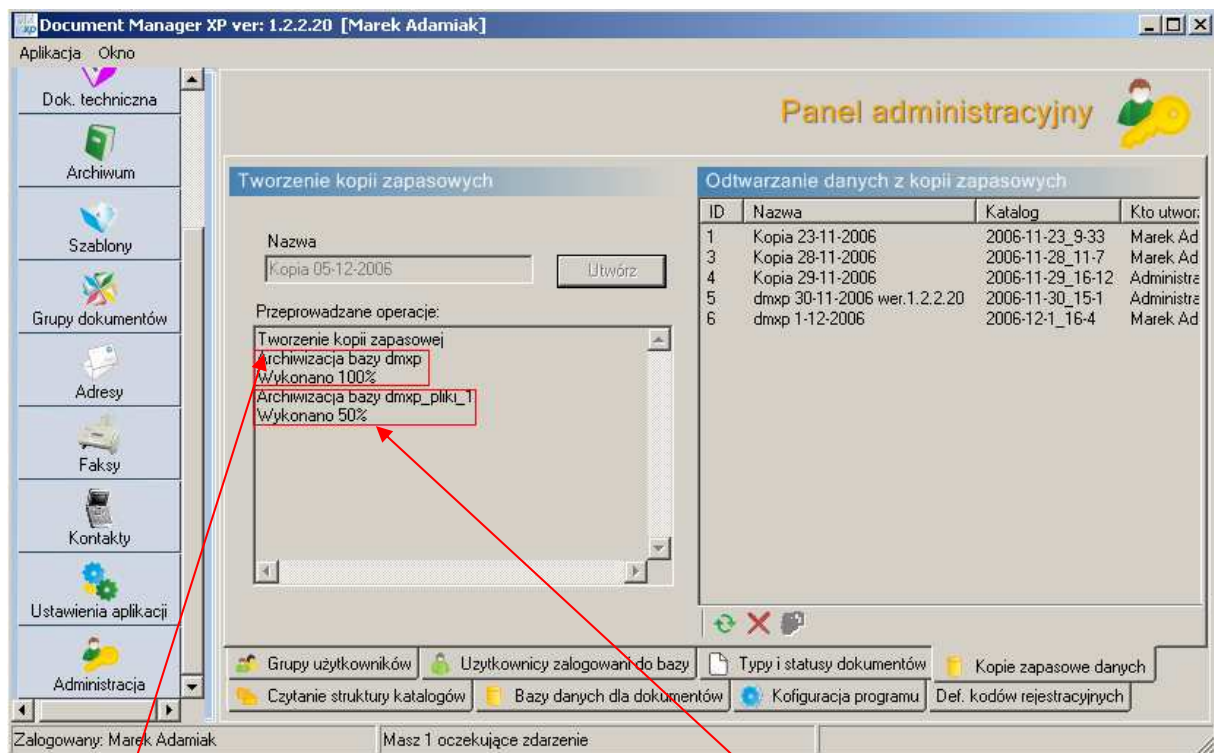 Document Manager XP ver: 1.2.2.20 [Marek Adamiak]
Aplikacja Okno
Dok. techniczna
Archiwum
Szablony
Grupy dokumentów
Adresy
Faksy
Kontakty
Ustawienia aplikacji
Administracja
Panel administracyjny
Tworzenie kopii zapasowych
Nazwa
Kopia 05-12-2006 Utwórz
Przeprowadzane operacje:
Tworzenie kopii zapasowej
Archiwizacja bazy dmxp
Wykonano 100%
Archiwizacja bazy dmxp_pliki_1
Wykonano 50%
Odtwarzanie danych z kopii zapasowych
ID Nazwa Katalog Kto utworz
1 Kopia 23-11-2006 2006-11-23_9-33 Marek Ad
3 Kopia 28-11-2006 2006-11-28_11-7 Marek Ad
4 Kopia 29-11-2006 2006-11-29_16-12 Administra
5 dmxp 30-11-2006 wer.1.2.2.20 2006-11-30_15-1 Administra
6 dmxp 1-12-2006 2006-12-1_16-4 Marek Ad
Grupy użytkowników Użytkownicy zalogowani do bazy Typy i statusy dokumentów Kopie zapasowe danych
Czytanie struktury katalogów Bazy danych dla dokumentów Kofiguracja programu Def. kodów rejestracyjnych
Zalogowany: Marek Adamiak Masz 1 oczekujące zdarzenie